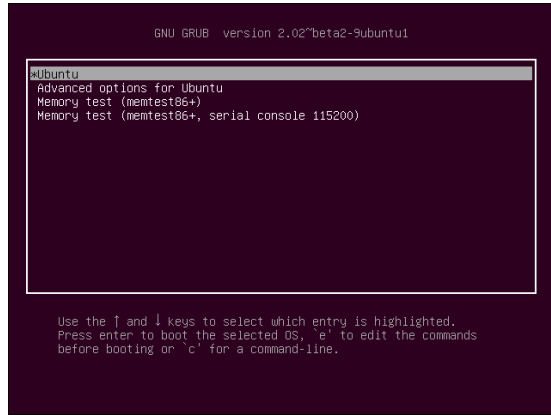 GNU GRUB  version 2.02~beta2-9ubuntu1
*Ubuntu
Advanced options for Ubuntu
Memory test (memtest86+)
Memory test (memtest86+, serial console 115200)
Use the ↑ and ↓ keys to select which entry is highlighted.
Press enter to boot the selected OS, `e' to edit the commands
before booting or `c' for a command-line.